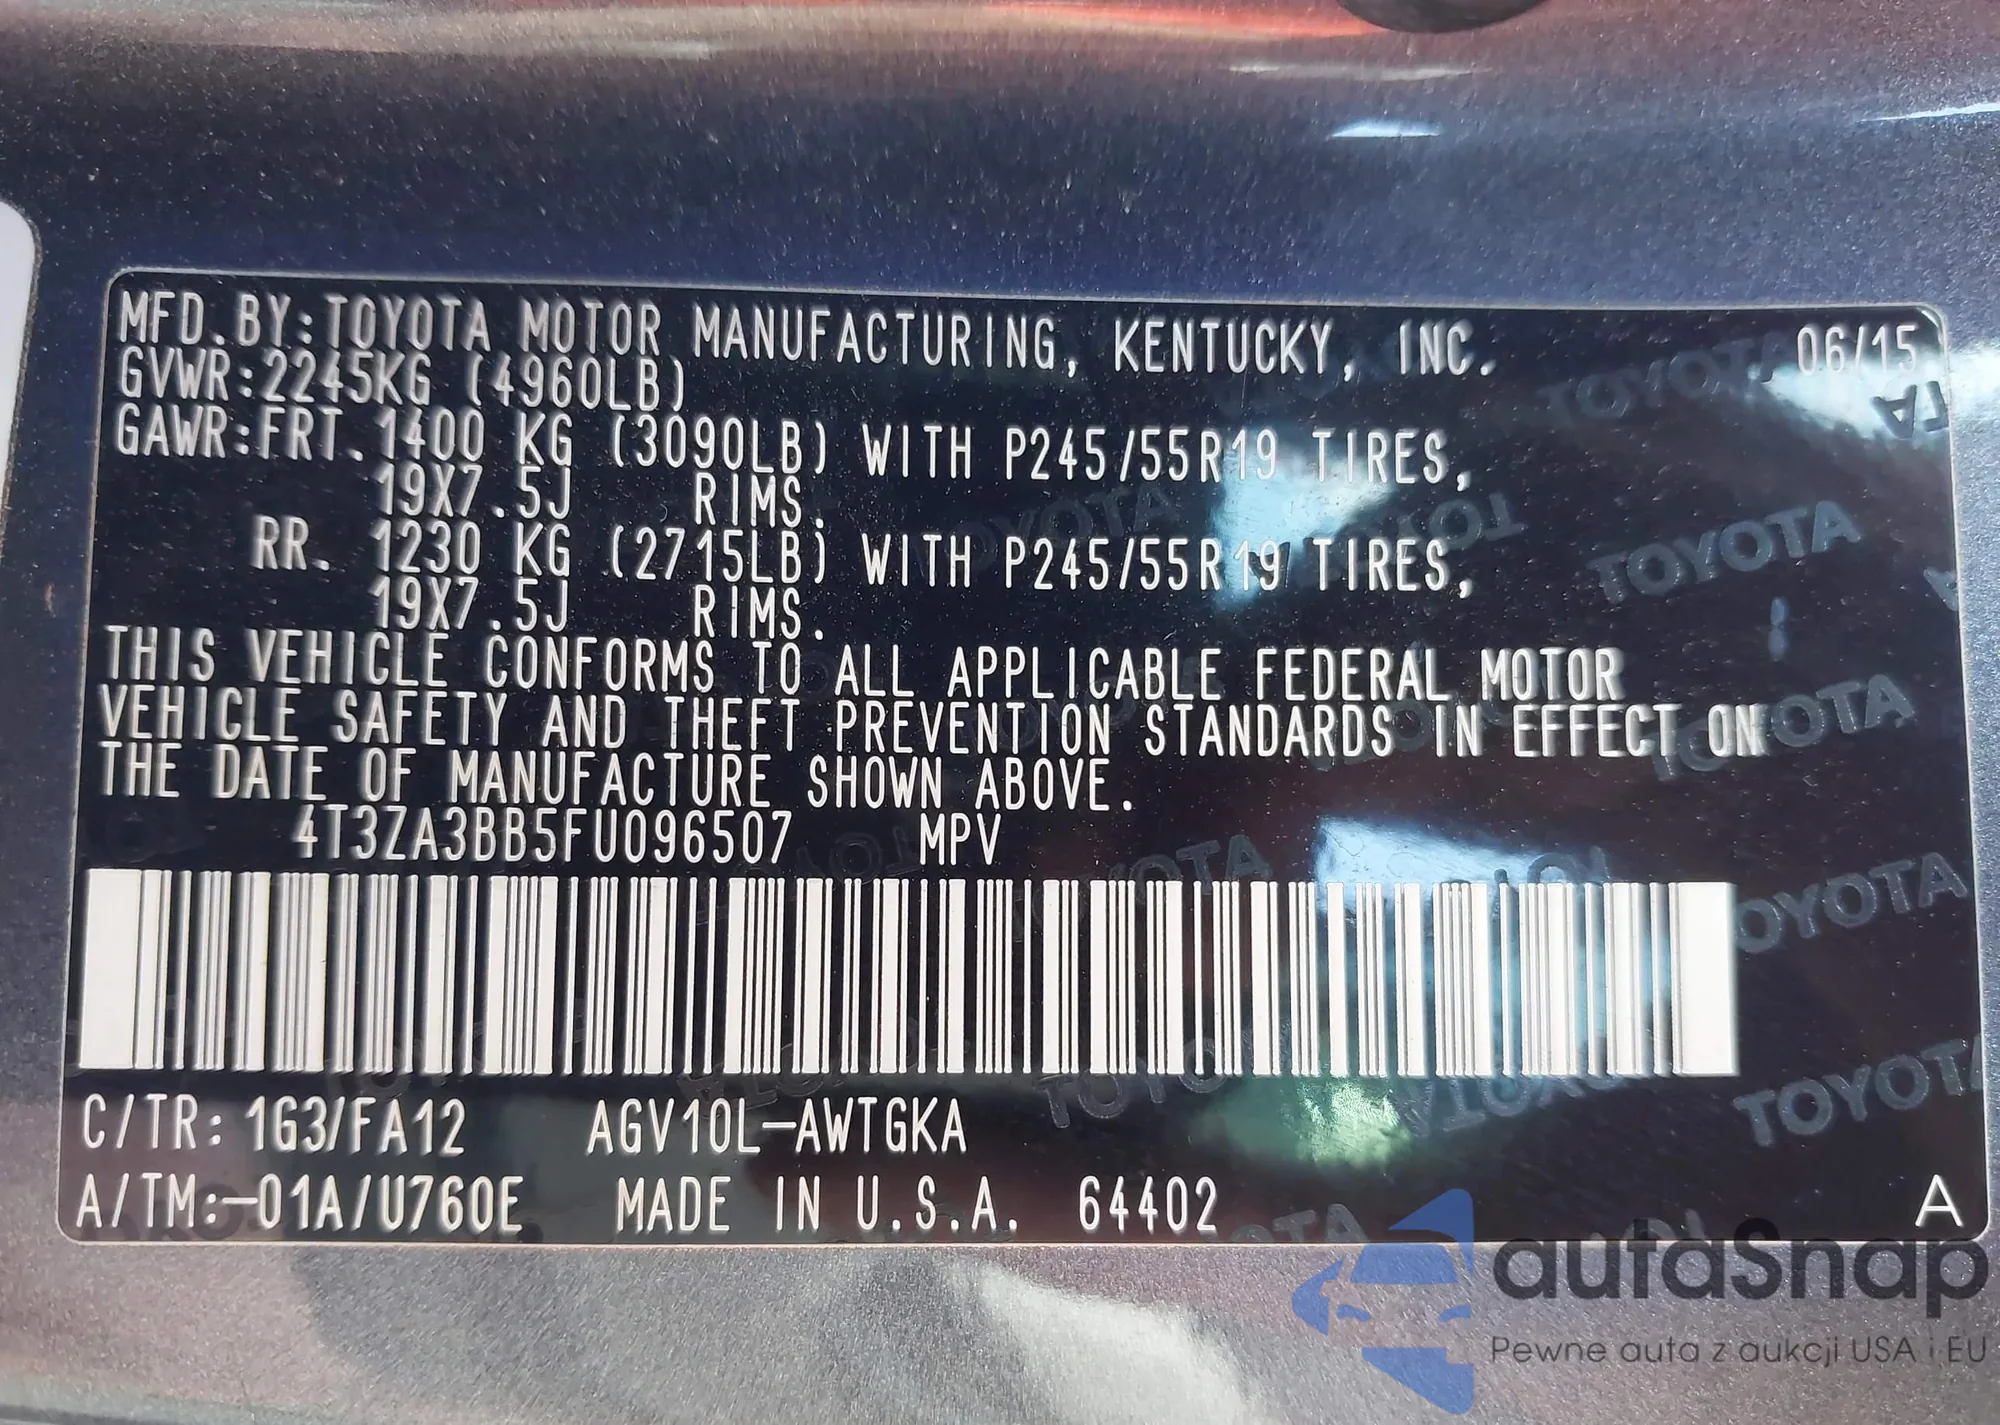 MFD.BY:TOYOTA MOTOR MANUFACTURING, KENTUCKY, INC. 06/15
GVWR:2245KG (4960LB)
GAWR:FRT.1400 KG (3090LB) WITH P245/55R19 TIRES,
19X7.5J RIMS.
RR. 1230 KG (2715LB) WITH P245/55R19 TIRES,
19X7.5J RIMS.
THIS VEHICLE CONFORMS TO ALL APPLICABLE FEDERAL MOTOR
VEHICLE SAFETY AND THEFT PREVENTION STANDARDS IN EFFECT ON
THE DATE OF MANUFACTURE SHOWN ABOVE.
4T3ZA3BB5FU096507 MPV
C/TR: 1G3/FA12 AGV10L-AWTGKA
A/TM:-01A/U760E MADE IN U.S.A. 64402 A
autaSnap
Pewne auta z aukcji USA i EU